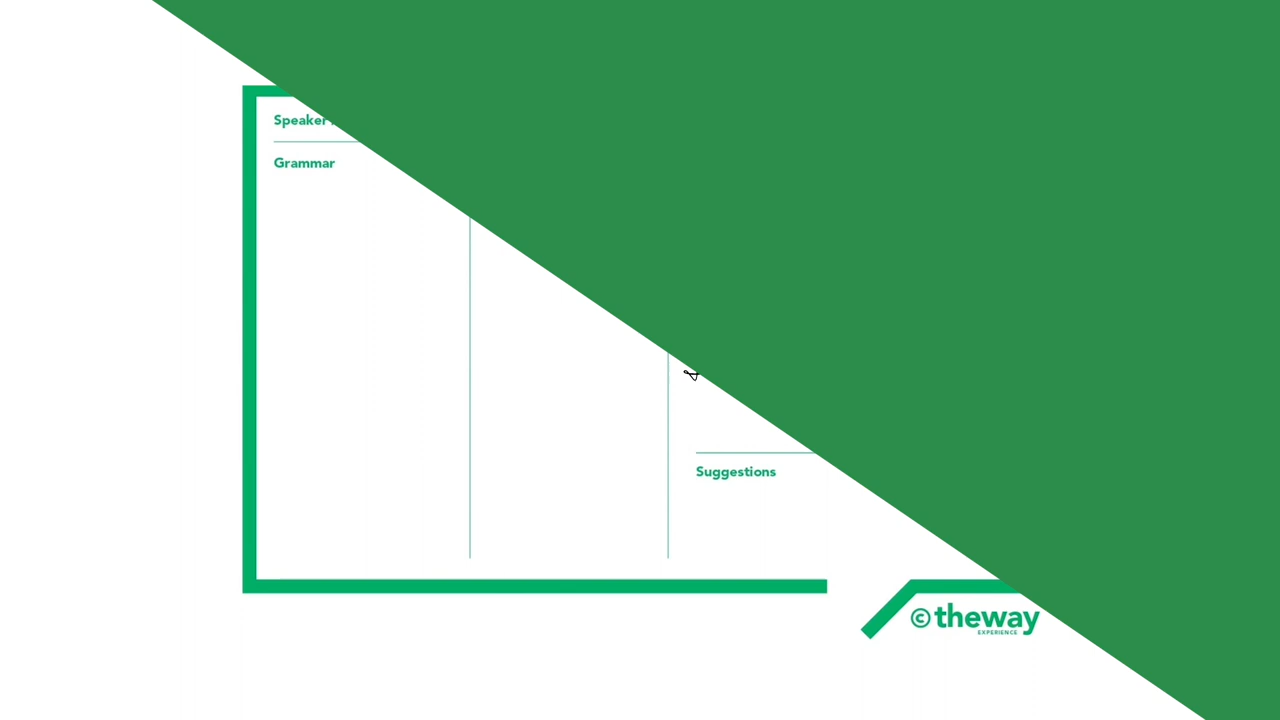 Speaker
Grammar
Suggestions
©theway
EXPERIENCE